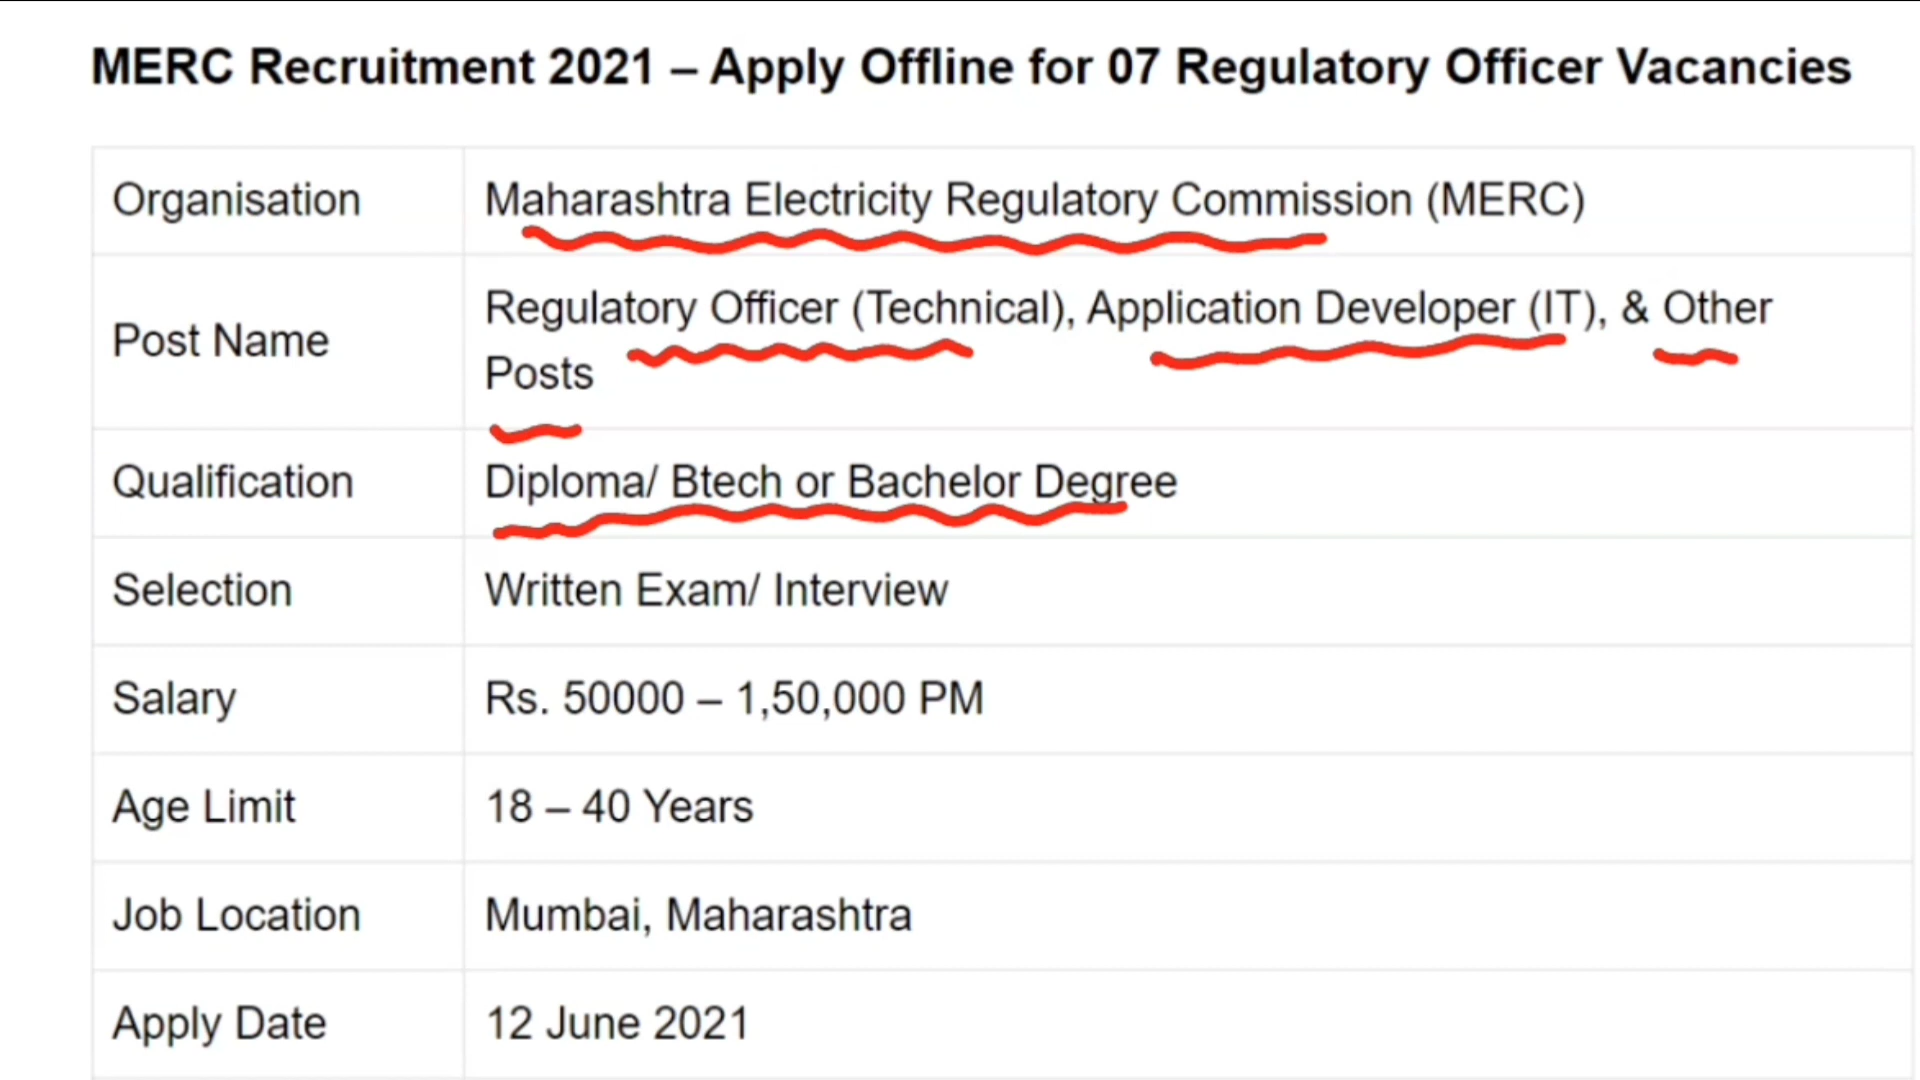 MERC Recruitment 2021 – Apply Offline for 07 Regulatory Officer Vacancies
Organisation
Maharashtra Electricity Regulatory Commission (MERC)
Post Name
Regulatory Officer (Technical), Application Developer (IT), & Other
Posts
Qualification
Diploma/ Btech or Bachelor Degree
Selection
Written Exam/ Interview
Salary
Rs. 50000 – 1,50,000 PM
Age Limit
18 – 40 Years
Job Location
Mumbai, Maharashtra
Apply Date
12 June 2021